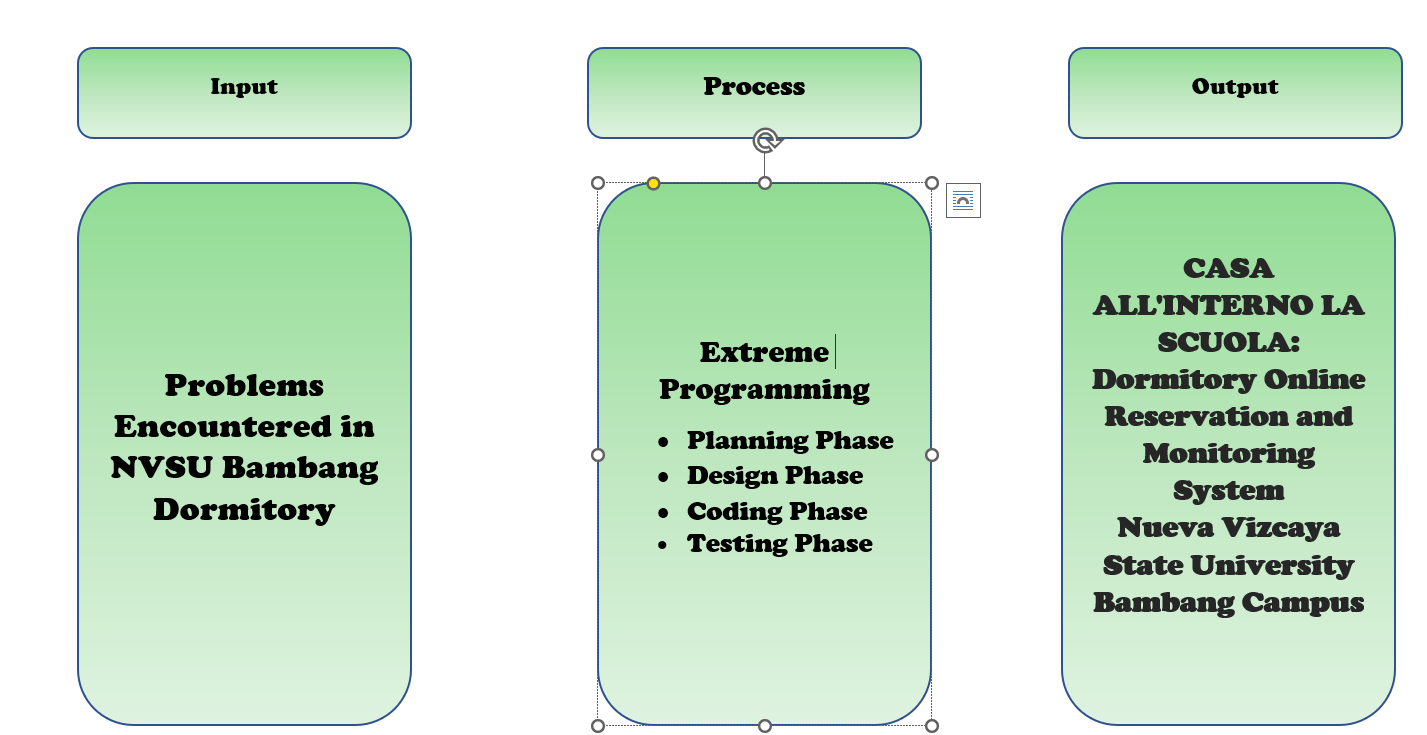 Input
Process
Output
Problems
Encountered in
NVSU Bambang
Dormitory
Extreme
Programming
• Planning Phase
• Design Phase
• Coding Phase
• Testing Phase
CASA
ALL'INTERNO LA
SCUOLA:
Dormitory Online
Reservation and
Monitoring
System
Nueva Vizcaya
State University
Bambang Campus